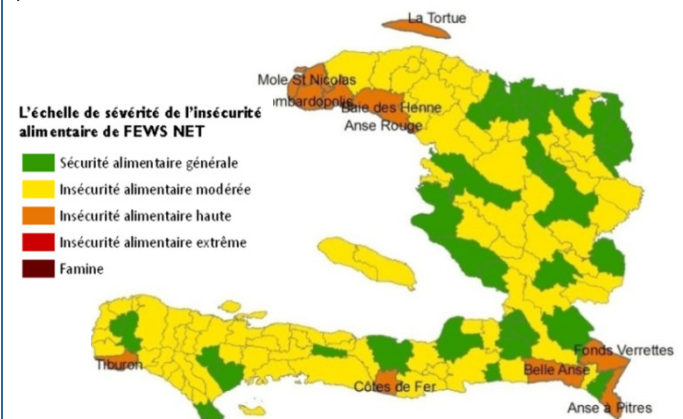 La Tortue
Mole St Nicolas
ombardopolis
Baie des Henne
Anse Rouge
L'échelle de sévérité de l'insécurité
alimentaire de FEWS NET
Sécurité alimentaire générale
Insécurité alimentaire modérée
Insécurité alimentaire haute
Insécurité alimentaire extrême
Famine
Tiburon
Côtes de Fer
Fonds Verrettes
Belle Anse
Anse à Pitres